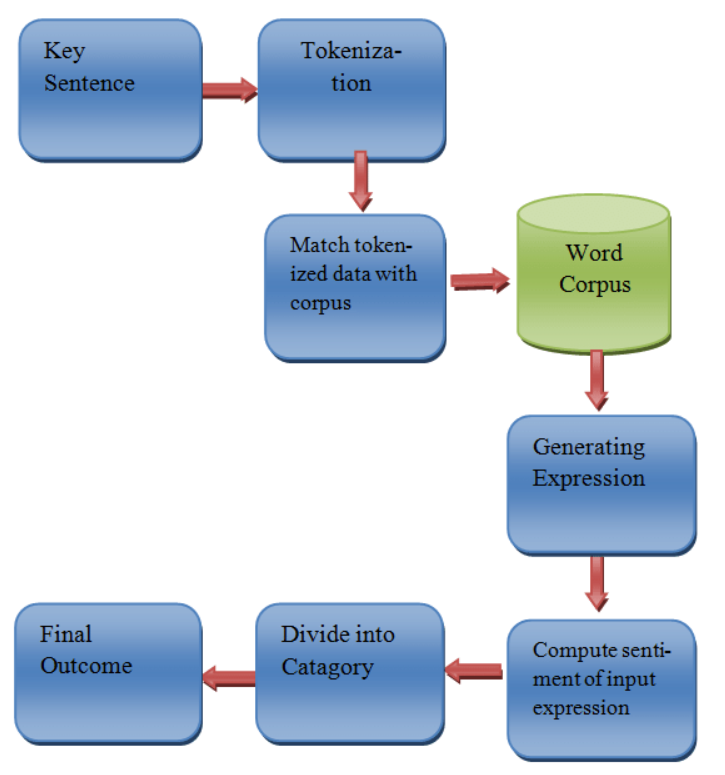 Key
Sentence
Tokeniza-
tion
Match token-
ized data with
corpus
Word
Corpus
Generating
Expression
Compute senti-
ment of input
expression
Divide into
Catagory
Final
Outcome